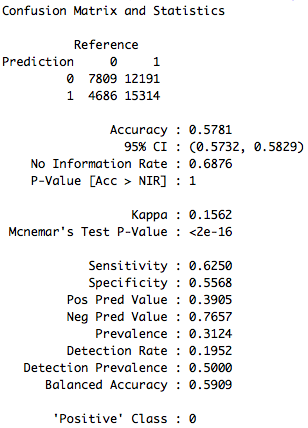 Confusion Matrix and Statistics
Reference
Prediction 0 1
0 7809 12191
1 4686 15314
Accuracy : 0.5781
95% CI : (0.5732, 0.5829)
No Information Rate : 0.6876
P-Value [Acc > NIR] : 1
Kappa : 0.1562
Mcnemar's Test P-Value : <2e-16
Sensitivity : 0.6250
Specificity : 0.5568
Pos Pred Value : 0.3905
Neg Pred Value : 0.7657
Prevalence : 0.3124
Detection Rate : 0.1952
Detection Prevalence : 0.5000
Balanced Accuracy : 0.5909
'Positive' Class : 0